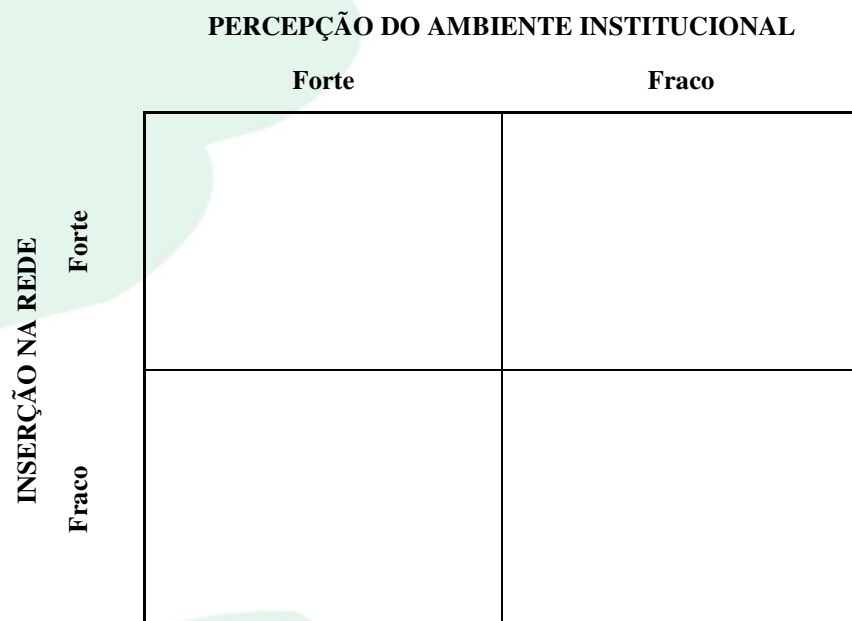 PERCEPÇÃO DO AMBIENTE INSTITUCIONAL
Forte
Fraco
INSERÇÃO NA REDE
Forte
Fraco